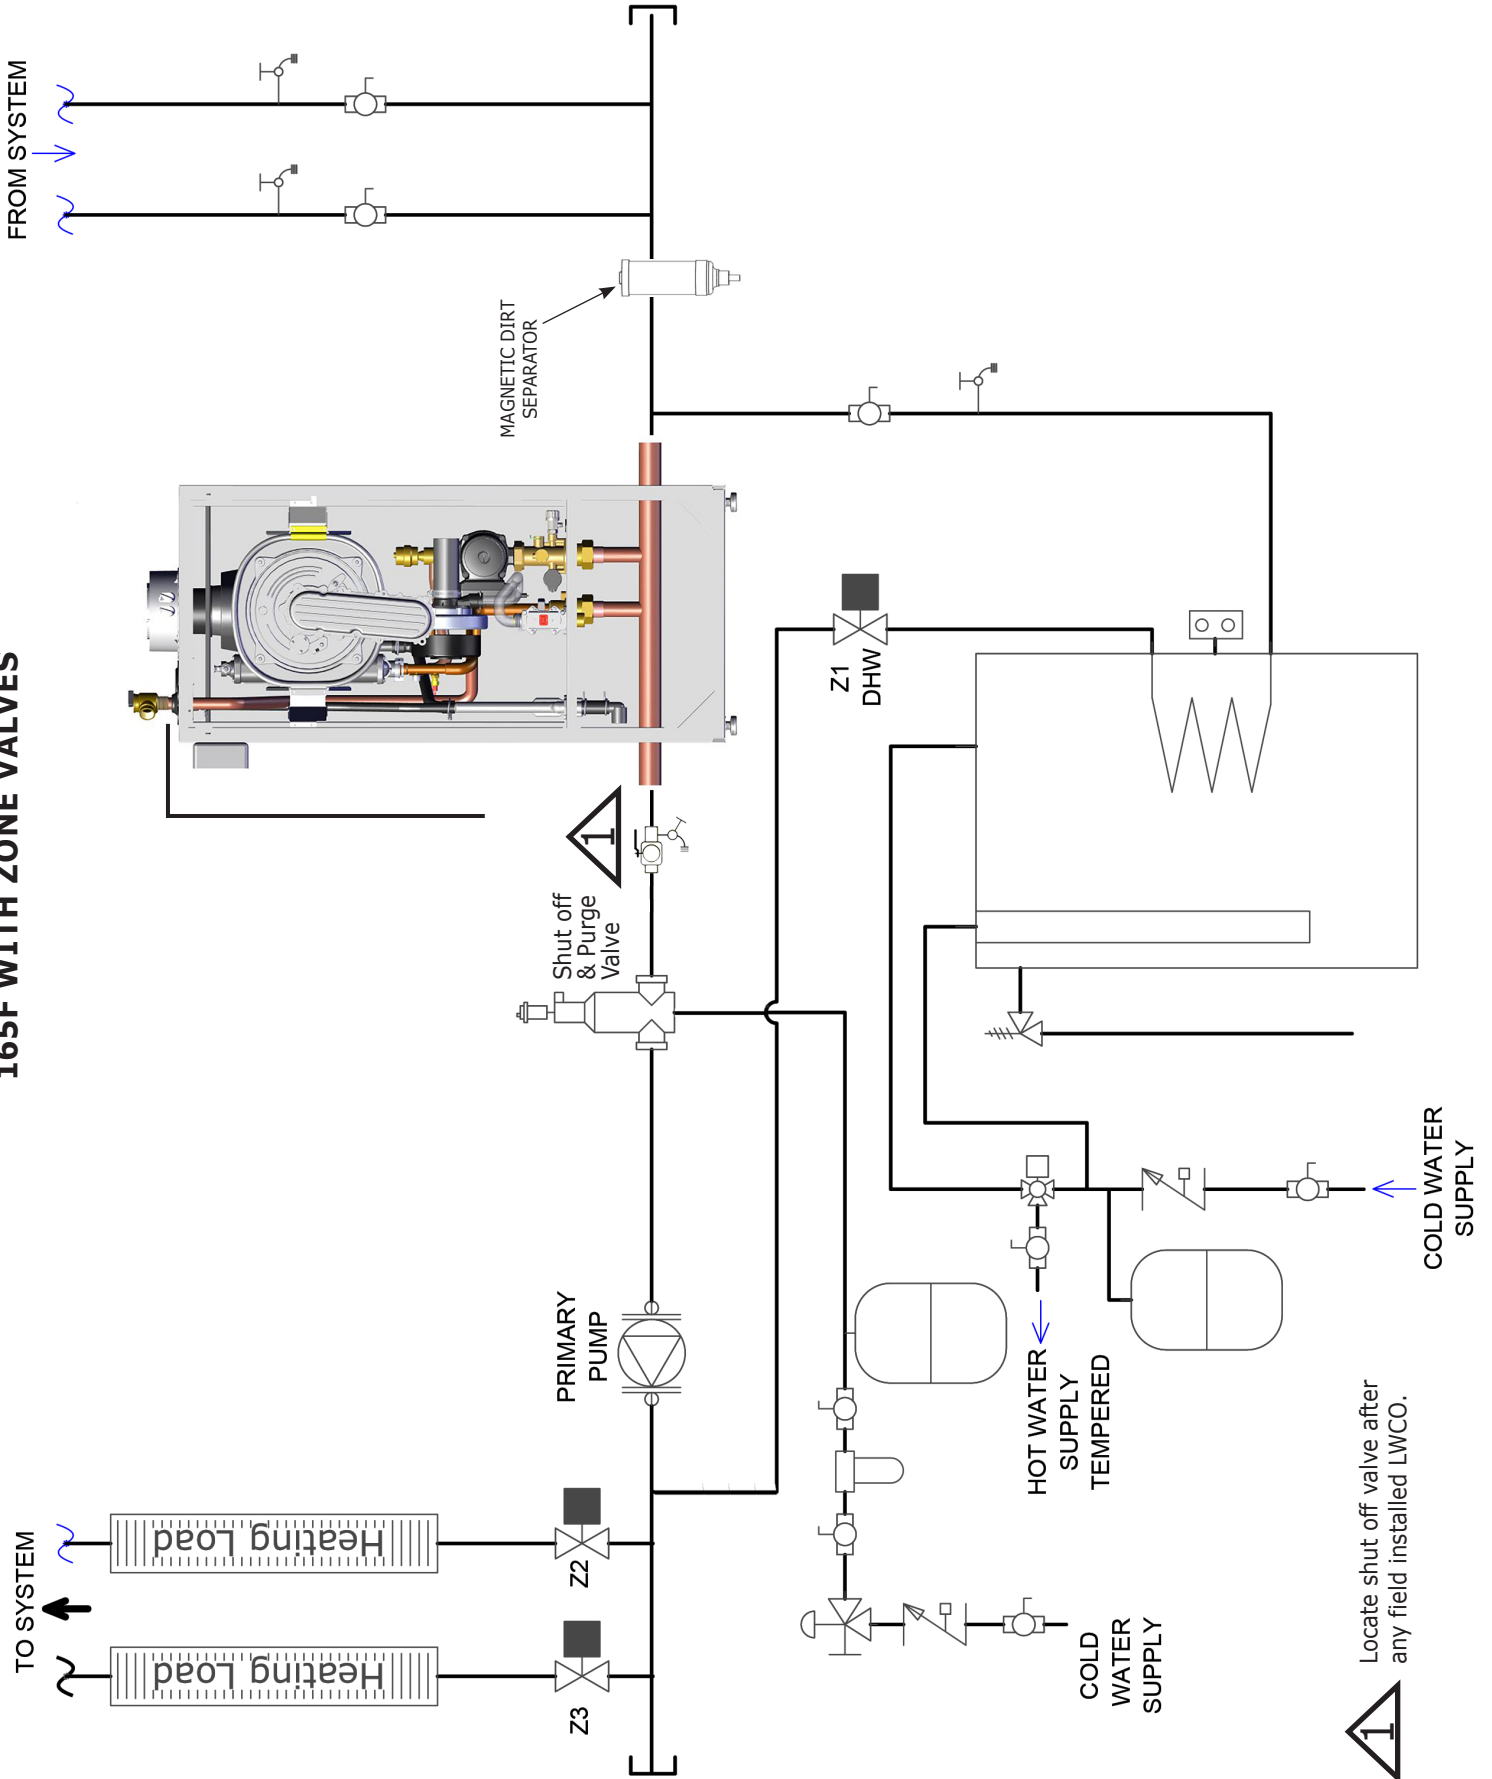 165F WITH ZONE VALVES
FROM SYSTEM
MAGNETIC DIRT
SEPARATOR
1
Shut off
& Purge
Valve
Z1
DHW
PRIMARY
PUMP
TO SYSTEM
Heating Load
Heating Load
Z2
Z3
HOT WATER
SUPPLY
TEMPERED
COLD WATER
SUPPLY
COLD
WATER
SUPPLY
1
Locate shut off valve after
any field installed LWCO.